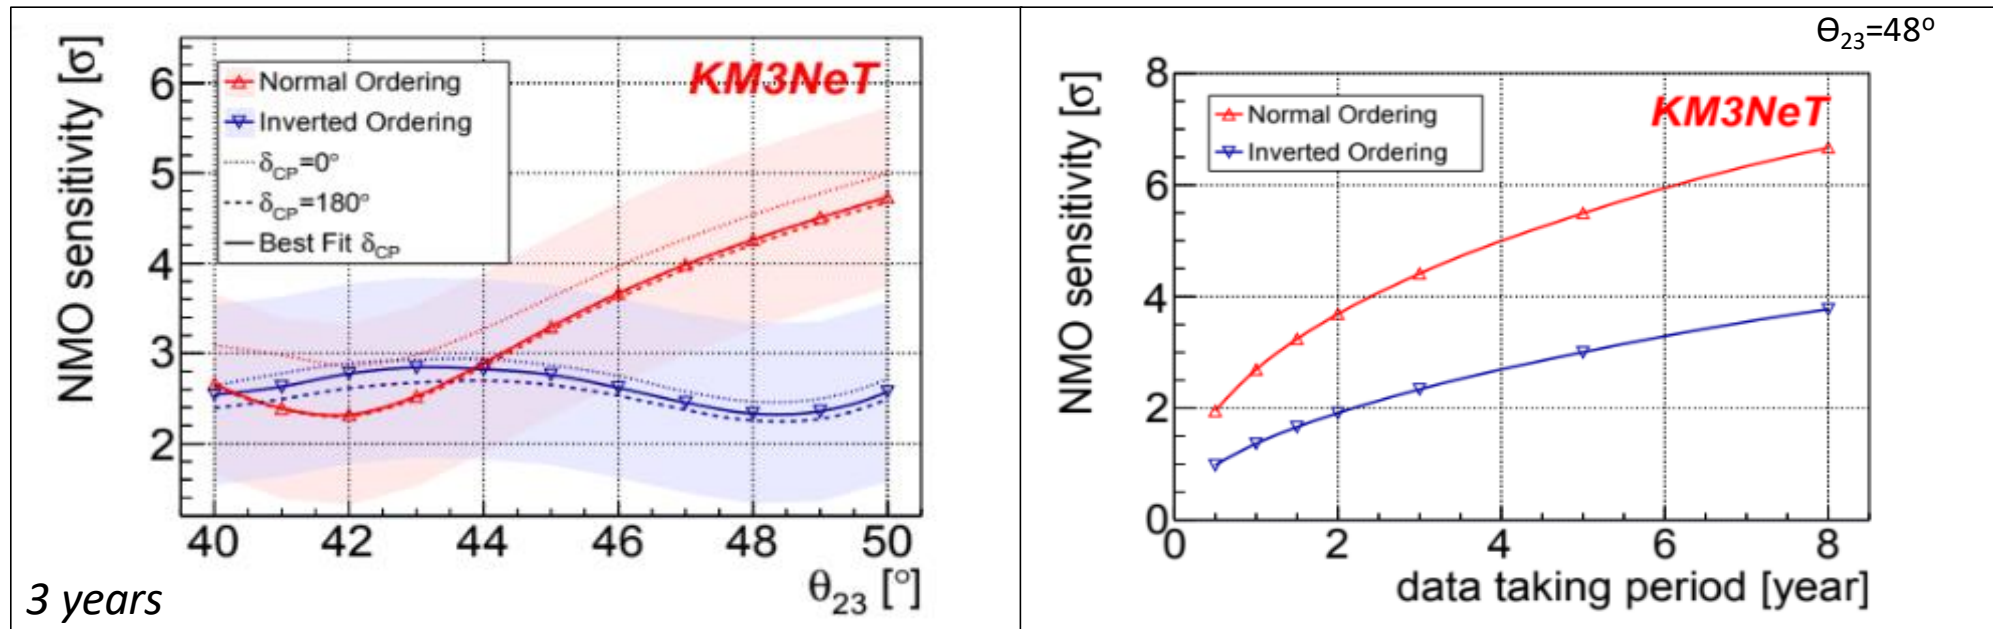 NMO sensitivity [σ]
6
5
4
3
2
Normal Ordering
Inverted Ordering
δCP=0°
δCP=180°
Best Fit δCP
KM3NeT
40 42 44 46 48 50
θ23 [°]
3 years
Θ23=48°
NMO sensitivity [σ]
8
6
4
2
0
Normal Ordering
Inverted Ordering
KM3NeT
0 2 4 6 8
data taking period [year]